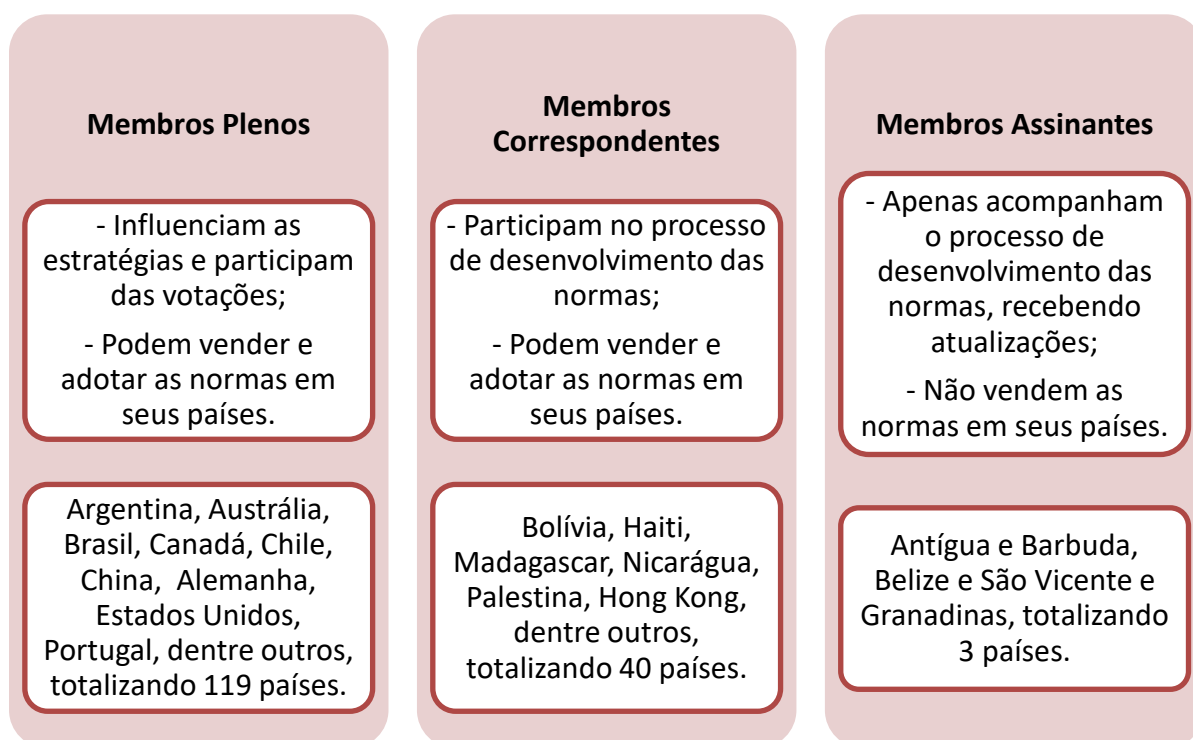 Membros Plenos
- Influenciam as
estratégias e participam
das votações;
- Podem vender e
adotar as normas em
seus países.
Argentina, Austrália,
Brasil, Canadá, Chile,
China, Alemanha,
Estados Unidos,
Portugal, dentre outros,
totalizando 119 países.
Membros
Correspondentes
- Participam no processo
de desenvolvimento das
normas;
- Podem vender e
adotar as normas em
seus países.
Bolívia, Haiti,
Madagascar, Nicarágua,
Palestina, Hong Kong,
dentre outros,
totalizando 40 países.
Membros Assinantes
- Apenas acompanham
o processo de
desenvolvimento das
normas, recebendo
atualizações;
- Não vendem as
normas em seus países.
Antígua e Barbuda,
Belize e São Vicente e
Granadinas, totalizando
3 países.